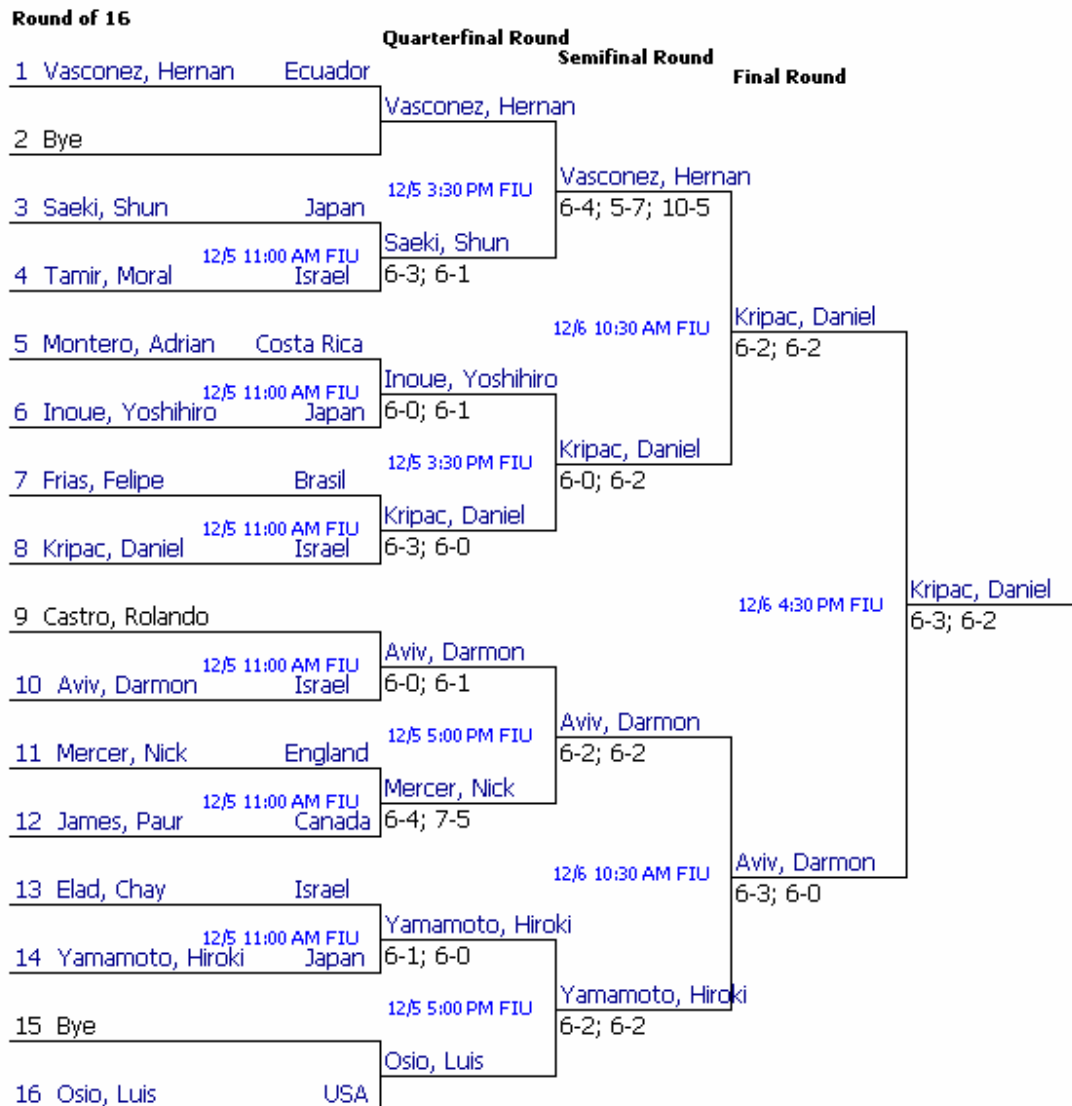 Round of 16
Quarterfinal Round
Semifinal Round
Final Round
1 Vasconez, Hernan Ecuador
Vasconez, Hernan
2 Bye
12/5 3:30 PM FIU
Vasconez, Hernan
6-4; 5-7; 10-5
3 Saeki, Shun Japan
12/5 11:00 AM FIU
Saeki, Shun
6-3; 6-1
4 Tamir, Moral Israel
12/6 10:30 AM FIU
Kripac, Daniel
6-2; 6-2
5 Montero, Adrian Costa Rica
12/5 11:00 AM FIU
Inoue, Yoshihiro
6-0; 6-1
6 Inoue, Yoshihiro Japan
12/5 3:30 PM FIU
Kripac, Daniel
6-0; 6-2
7 Frias, Felipe Brasil
12/5 11:00 AM FIU
Kripac, Daniel
6-3; 6-0
8 Kripac, Daniel Israel
12/6 4:30 PM FIU
Kripac, Daniel
6-3; 6-2
9 Castro, Rolando
12/5 11:00 AM FIU
Aviv, Darmon
6-0; 6-1
10 Aviv, Darmon Israel
12/5 5:00 PM FIU
Aviv, Darmon
6-2; 6-2
11 Mercer, Nick England
12/5 11:00 AM FIU
Mercer, Nick
6-4; 7-5
12 James, Paur Canada
12/6 10:30 AM FIU
Aviv, Darmon
6-3; 6-0
13 Elad, Chay Israel
12/5 11:00 AM FIU
Yamamoto, Hiroki
6-1; 6-0
14 Yamamoto, Hiroki Japan
12/5 5:00 PM FIU
Yamamoto, Hiroki
6-2; 6-2
15 Bye
Osio, Luis
16 Osio, Luis USA